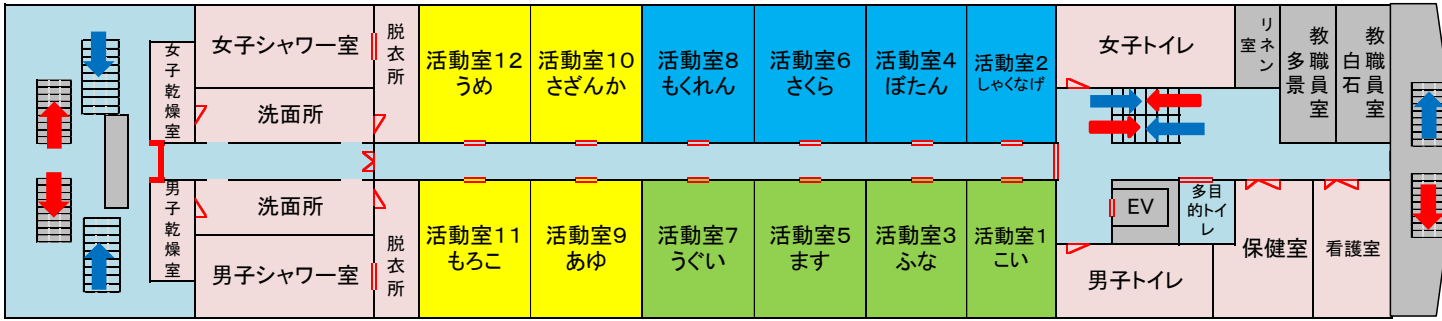 女子乾燥室
女子シャワー室
洗面所
脱衣所
活動室12
うめ
活動室10
さざんか
活動室8
もくれん
活動室6
さくら
活動室4
ぼたん
活動室2
しゃくなげ
女子トイレ
リネン室
教職員室
多景
教職員室
白石
男子乾燥室
洗面所
男子シャワー室
脱衣所
活動室11
もろこ
活動室9
あゆ
活動室7
うぐい
活動室5
ます
活動室3
ふな
活動室1
こい
EV
多目
的トイ
レ
男子トイレ
保健室
看護室